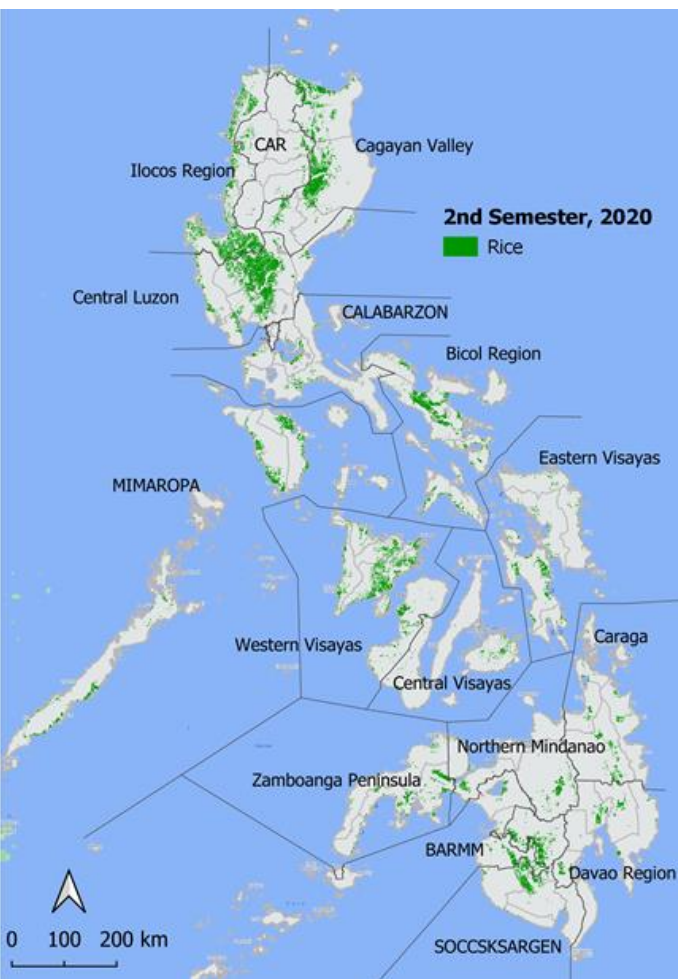 CAR
Cagayan Valley
Ilocos Region
2nd Semester, 2020
Rice
Central Luzon
CALABARZON
Bicol Region
Eastern Visayas
MIMAROPA
Caraga
Western Visayas
Central Visayas
Northern Mindanao
Zamboanga Peninsula
BARMM
Davao Region
0 100 200 km
SOCCSKSARGEN